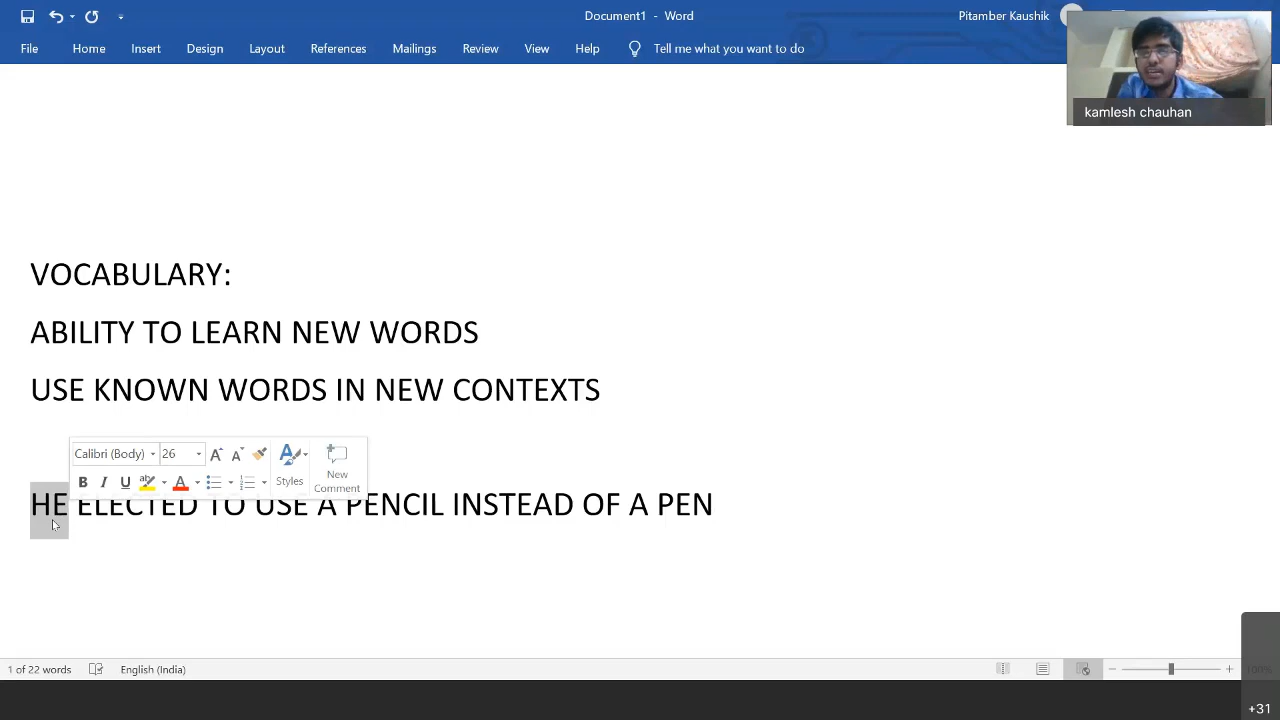 Document1 - Word
Pitamber Kaushik
File Home Insert Design Layout References Mailings Review View Help Tell me what you want to do
kamlesh chauhan
VOCABULARY:
ABILITY TO LEARN NEW WORDS
USE KNOWN WORDS IN NEW CONTEXTS
Calibri (Body) 26
Styles
New
Comment
HE ELECTED TO USE A PENCIL INSTEAD OF A PEN
1 of 22 words English (India) 100%
+31